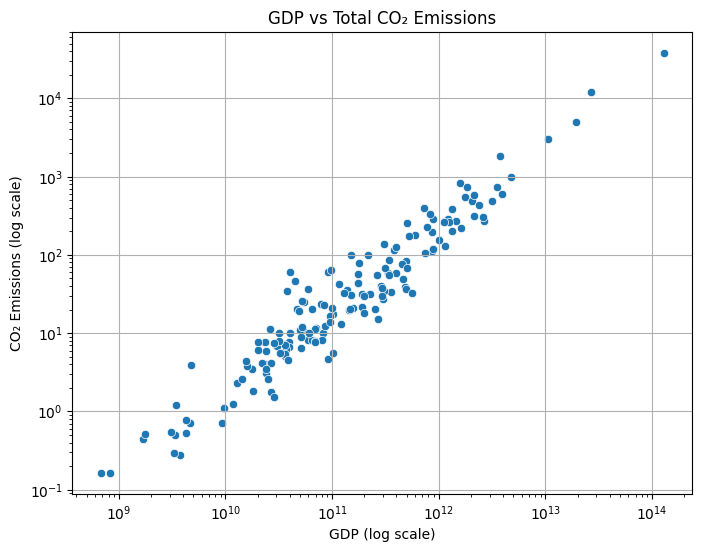 GDP vs Total CO₂ Emissions
CO₂ Emissions (log scale)
10⁴
10³
10²
10¹
10⁰
10⁻¹
10⁹ 10¹⁰ 10¹¹ 10¹² 10¹³ 10¹⁴
GDP (log scale)